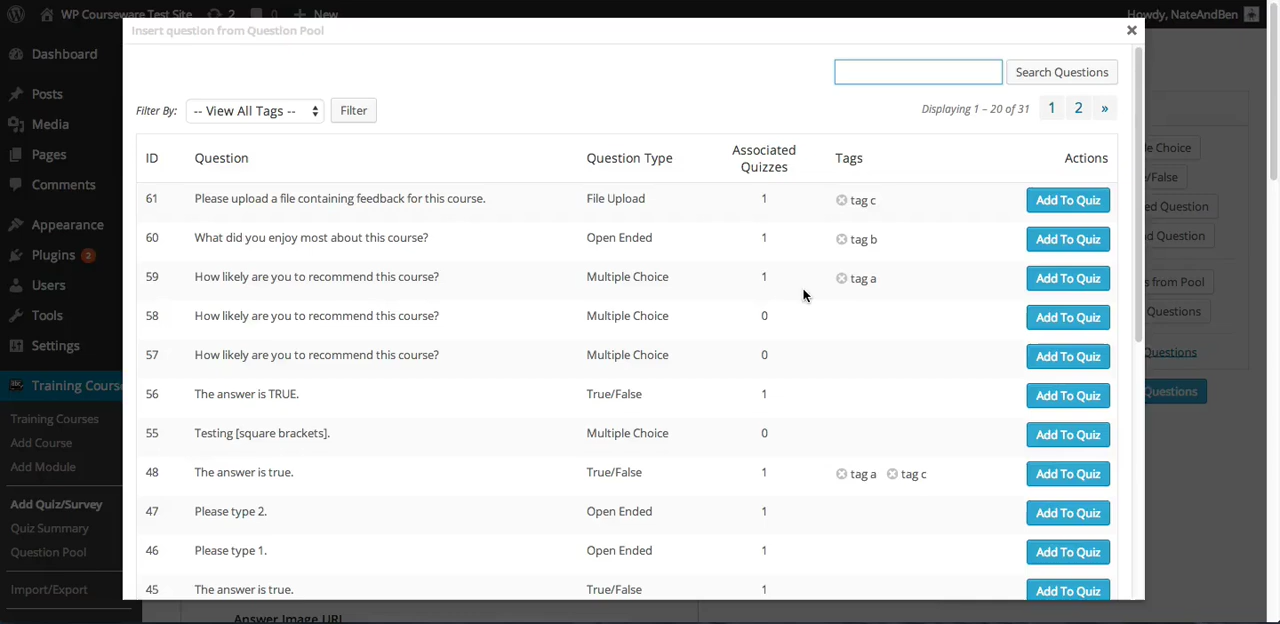 WP Courseware Test Site 2 0 New Howdy, NateAndBen
Insert question from Question Pool
Dashboard
Posts
Media
Pages
Comments
Appearance
Plugins 2
Users
Tools
Settings
Training Cours
Training Courses
Add Course
Add Module
Add Quiz/Survey
Quiz Summary
Question Pool
Import/Export
Search Questions
Filter By: -- View All Tags -- Filter Displaying 1 – 20 of 31 1 2 »
ID Question Question Type Associated Quizzes Tags Actions
61 Please upload a file containing feedback for this course. File Upload 1 tag c Add To Quiz
60 What did you enjoy most about this course? Open Ended 1 tag b Add To Quiz
59 How likely are you to recommend this course? Multiple Choice 1 tag a Add To Quiz
58 How likely are you to recommend this course? Multiple Choice 0 Add To Quiz
57 How likely are you to recommend this course? Multiple Choice 0 Add To Quiz
56 The answer is TRUE. True/False 1 Add To Quiz
55 Testing [square brackets]. Multiple Choice 0 Add To Quiz
48 The answer is true. True/False 1 tag a tag c Add To Quiz
47 Please type 2. Open Ended 1 Add To Quiz
46 Please type 1. Open Ended 1 Add To Quiz
45 The answer is true. True/False 1 Add To Quiz
le Choice
/False
ed Question
d Question
s from Pool
Questions
Questions
Questions
Answer Image URL